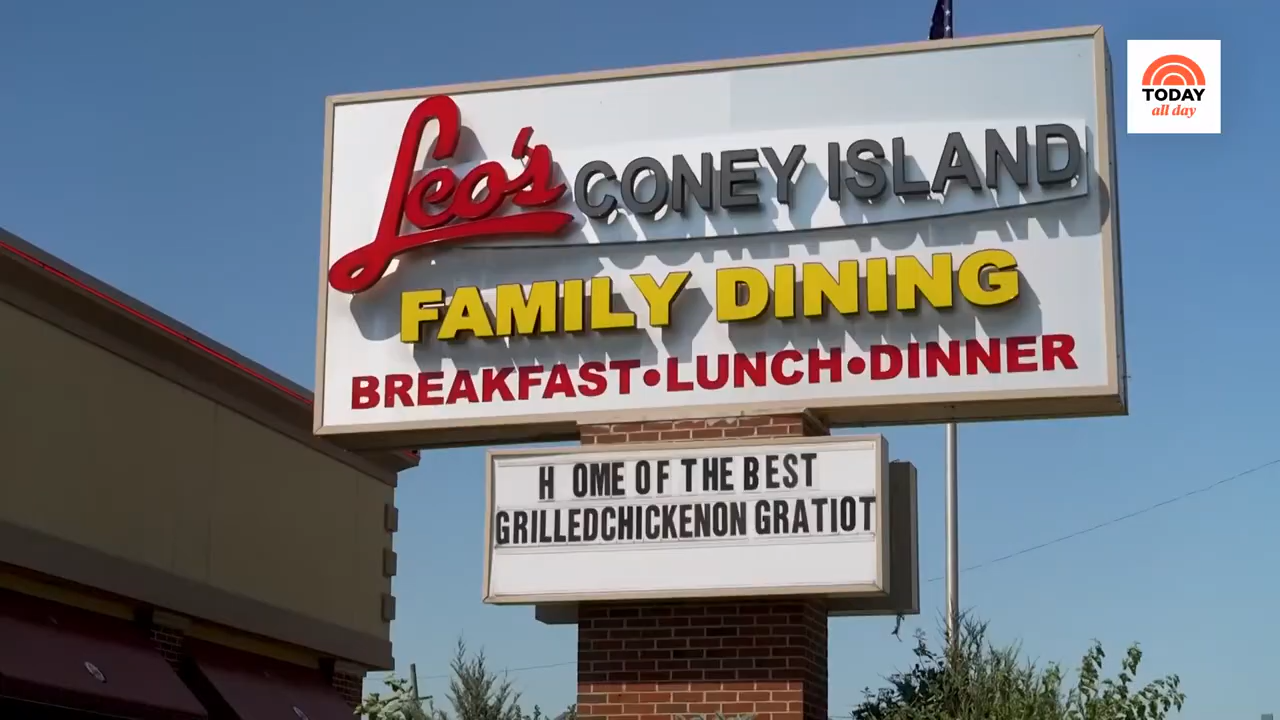 Leo's CONEY ISLAND
FAMILY DINING
BREAKFAST•LUNCH•DINNER
H OME OF THE BEST
GRILLEDCHICKENON GRATIOT
TODAY
all day